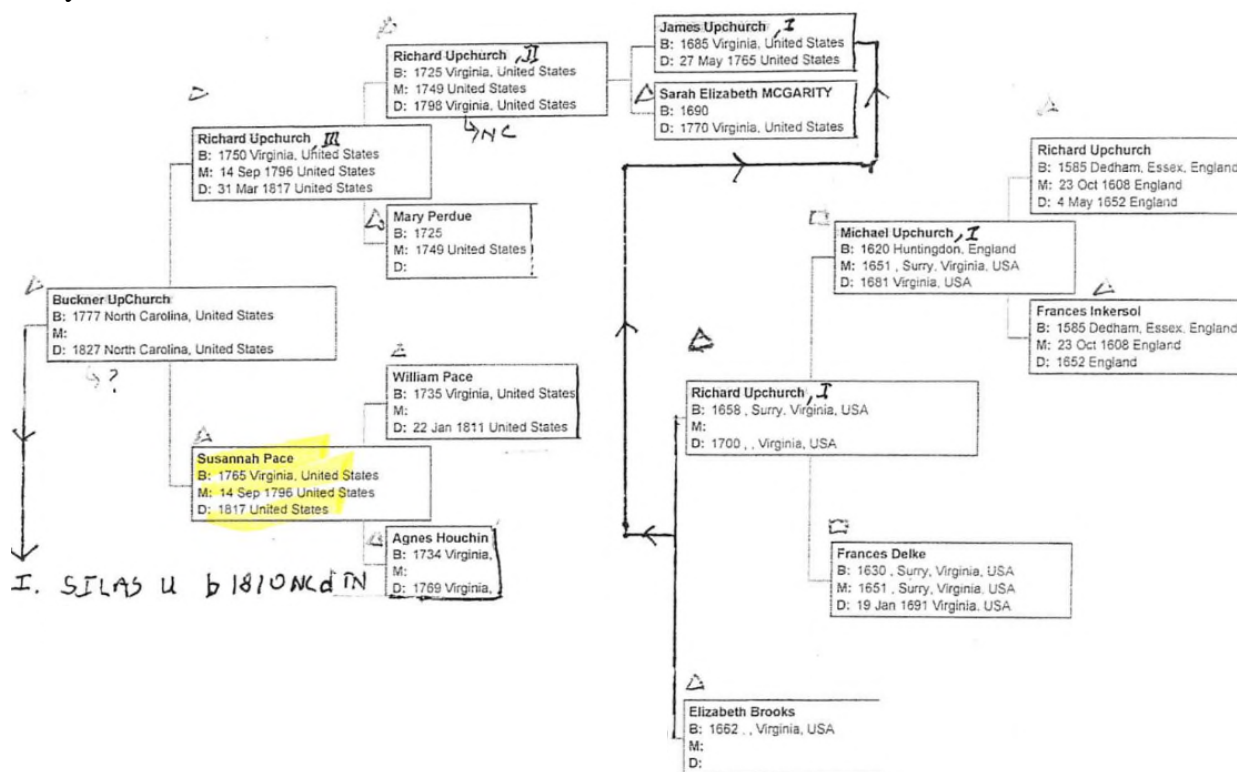 James Upchurch, I
B: 1685 Virginia, United States
D: 27 May 1765 United States
Richard Upchurch, II
B: 1725 Virginia, United States
M: 1749 United States
D: 1798 Virginia, United States
↳ NC
Sarah Elizabeth MCGARITY
B: 1690
D: 1770 Virginia, United States
Richard Upchurch, III
B: 1750 Virginia, United States
M: 14 Sep 1796 United States
D: 31 Mar 1817 United States
Mary Perdue
B: 1725
M: 1749 United States
D:
Buckner UpChurch
B: 1777 North Carolina, United States
M:
D: 1827 North Carolina, United States
↳ ?
William Pace
B: 1735 Virginia, United States
M:
D: 22 Jan 1811 United States
Susannah Pace
B: 1765 Virginia, United States
M: 14 Sep 1796 United States
D: 1817 United States
Agnes Houchin
B: 1734 Virginia,
M:
D: 1769 Virginia,
I. SILAS U b 1810 NC d TN
Richard Upchurch
B: 1585 Dedham, Essex, England
M: 23 Oct 1608 England
D: 4 May 1652 England
Michael Upchurch, I
B: 1620 Huntingdon, England
M: 1651 , Surry, Virginia, USA
D: 1681 Virginia, USA
Frances Inkersol
B: 1585 Dedham, Essex, England
M: 23 Oct 1608 England
D: 1652 England
Richard Upchurch, I
B: 1658 , Surry, Virginia, USA
M:
D: 1700 , , Virginia, USA
Frances Delke
B: 1630 , Surry, Virginia, USA
M: 1651 , Surry, Virginia, USA
D: 19 Jan 1691 Virginia, USA
Elizabeth Brooks
B: 1662 , , Virginia, USA
M:
D: